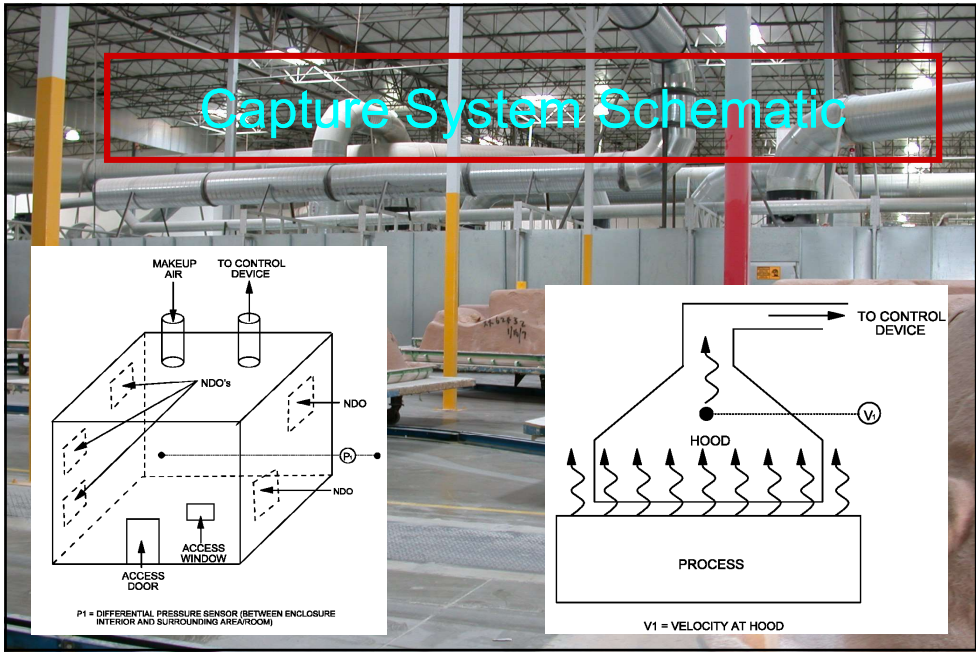 Capture System Schematic
MAKEUP
AIR
TO CONTROL
DEVICE
NDO's
NDO
P1
NDO
ACCESS
WINDOW
ACCESS
DOOR
P1 = DIFFERENTIAL PRESSURE SENSOR (BETWEEN ENCLOSURE
INTERIOR AND SURROUNDING AREA/ROOM)
TO CONTROL
DEVICE
V1
HOOD
PROCESS
V1 = VELOCITY AT HOOD